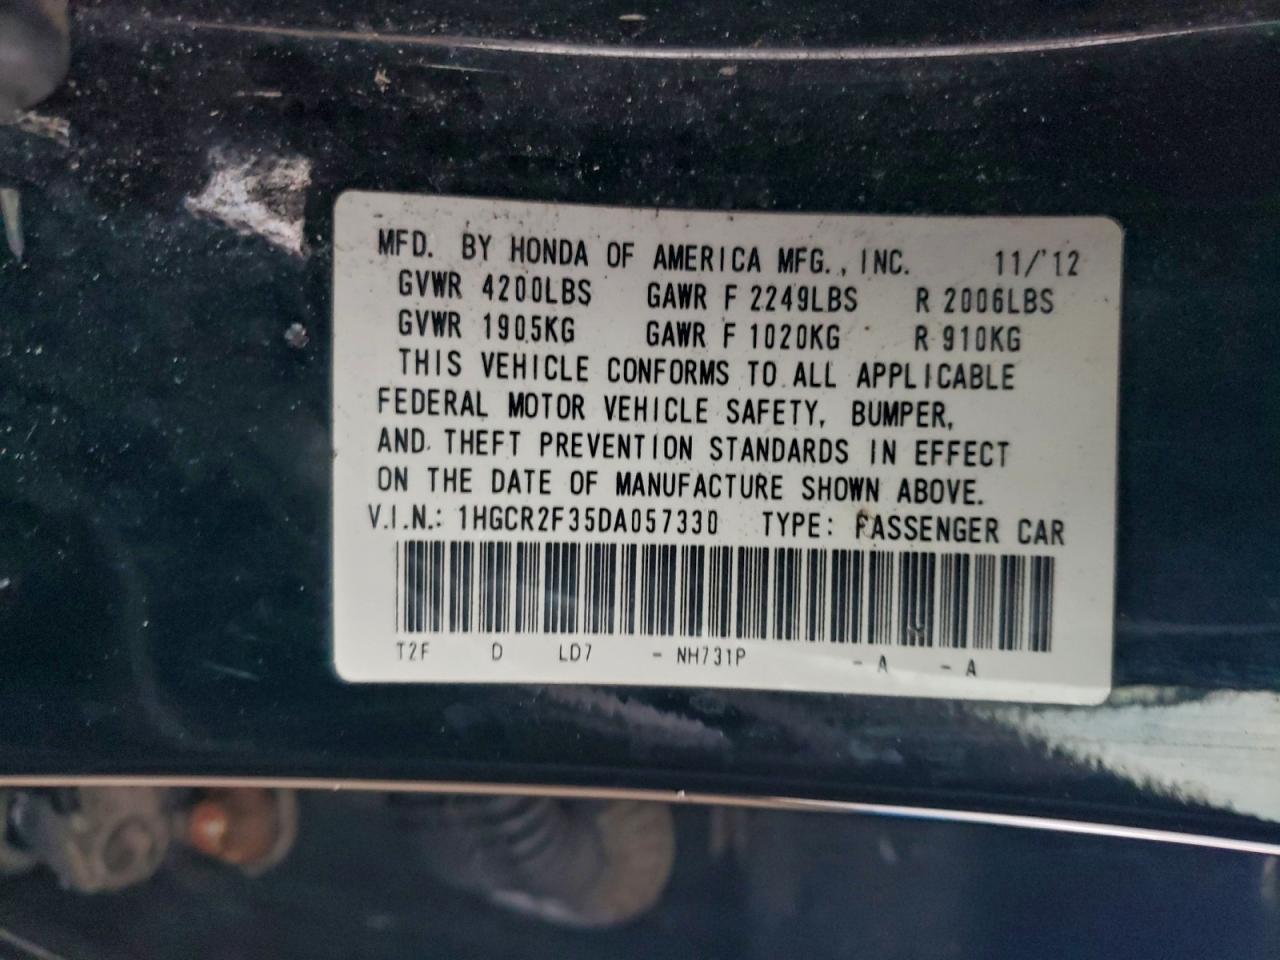 MFD. BY HONDA OF AMERICA MFG., INC. 11/'12
GVWR 4200LBS GAWR F 2249LBS R 2006LBS
GVWR 1905KG GAWR F 1020KG R 910KG
THIS VEHICLE CONFORMS TO ALL APPLICABLE
FEDERAL MOTOR VEHICLE SAFETY, BUMPER,
AND THEFT PREVENTION STANDARDS IN EFFECT
ON THE DATE OF MANUFACTURE SHOWN ABOVE.
V.I.N.: 1HGCR2F35DA057330 TYPE: PASSENGER CAR
T2F D LD7 - NH731P - A - A